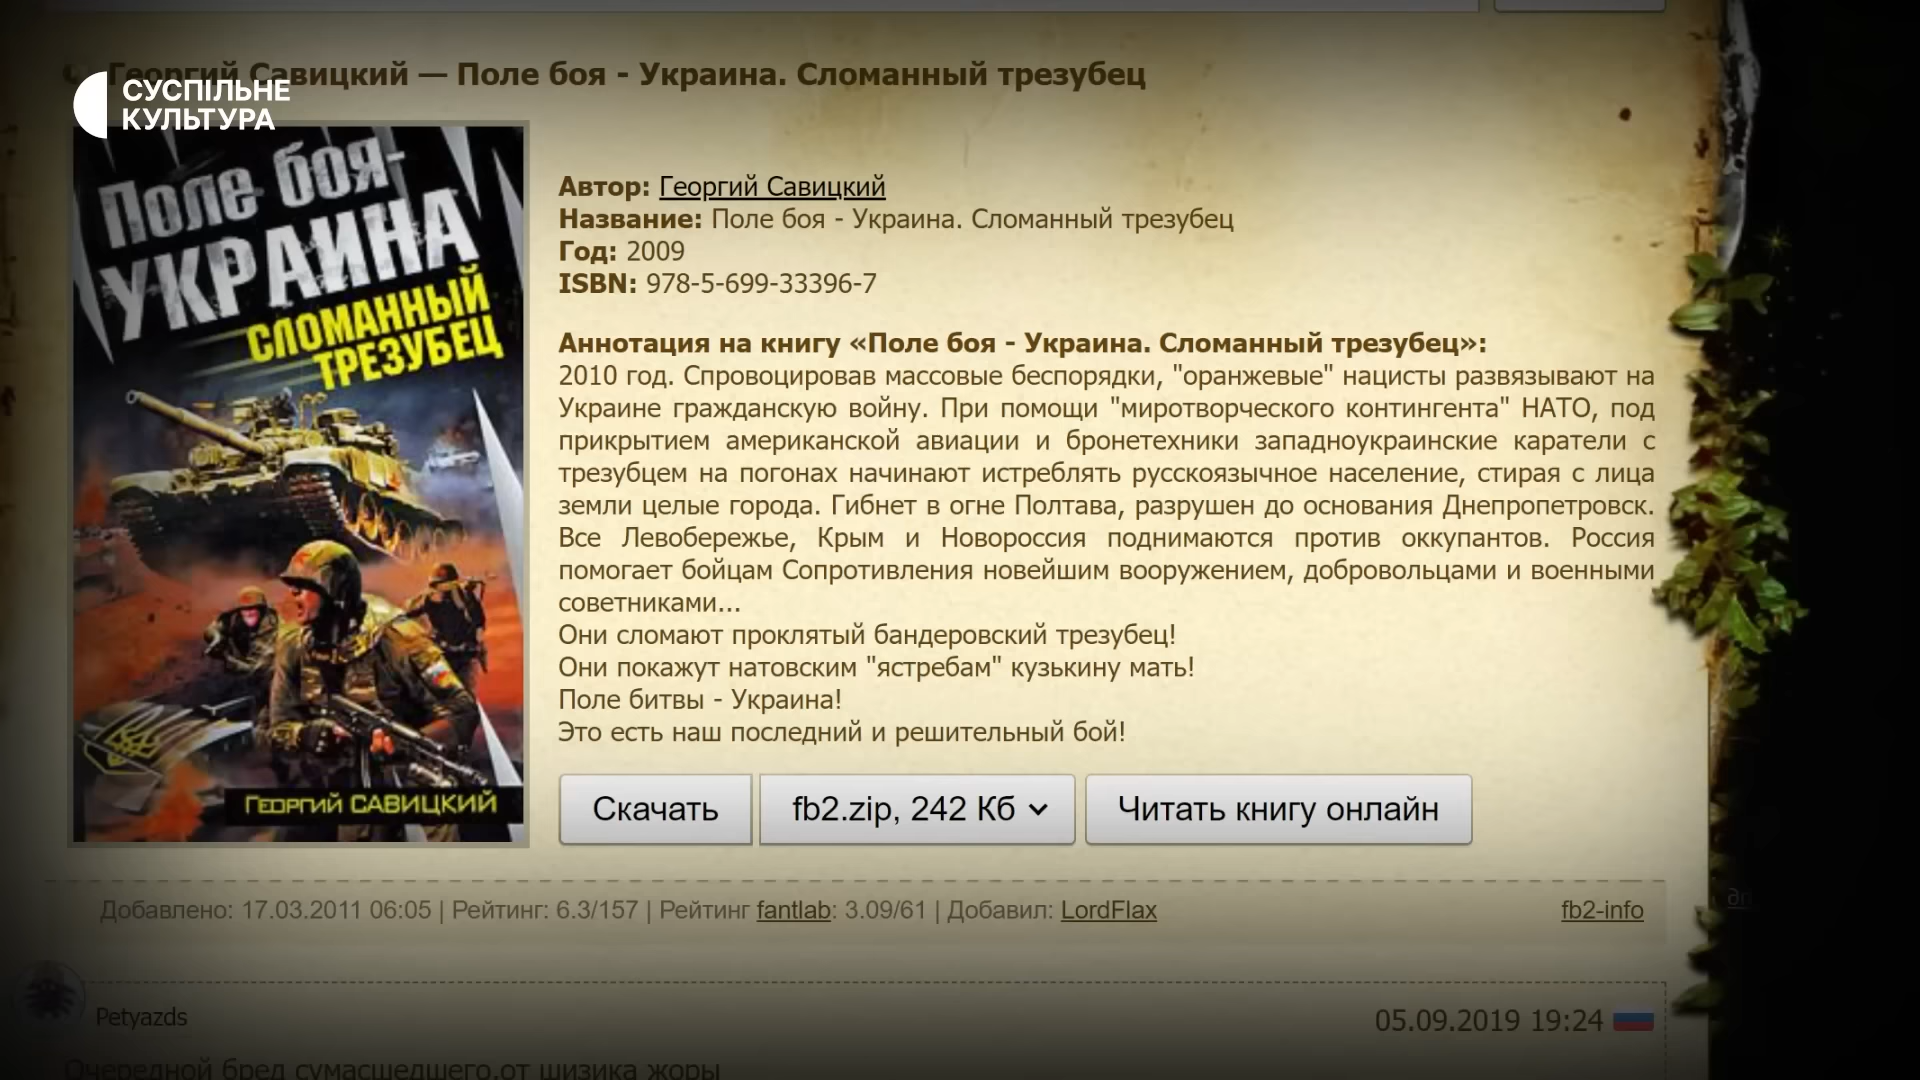 Георгий Савицкий — Поле боя - Украина. Сломанный трезубец
СУСПІЛЬНЕ
КУЛЬТУРА
Поле боя-
УКРАИНА
СЛОМАННЫЙ
ТРЕЗУБЕЦ
ГЕОРГИЙ САВИЦКИЙ
Автор: Георгий Савицкий
Название: Поле боя - Украина. Сломанный трезубец
Год: 2009
ISBN: 978-5-699-33396-7
Аннотация на книгу «Поле боя - Украина. Сломанный трезубец»:
2010 год. Спровоцировав массовые беспорядки, "оранжевые" нацисты развязывают на
Украине гражданскую войну. При помощи "миротворческого контингента" НАТО, под
прикрытием американской авиации и бронетехники западноукраинские каратели с
трезубцем на погонах начинают истреблять русскоязычное население, стирая с лица
земли целые города. Гибнет в огне Полтава, разрушен до основания Днепропетровск.
Все Левобережье, Крым и Новороссия поднимаются против оккупантов. Россия
помогает бойцам Сопротивления новейшим вооружением, добровольцами и военными
советниками...
Они сломают проклятый бандеровский трезубец!
Они покажут натовским "ястребам" кузькину мать!
Поле битвы - Украина!
Это есть наш последний и решительный бой!
Скачать
fb2.zip, 242 Кб
Читать книгу онлайн
Добавлено: 17.03.2011 06:05 | Рейтинг: 6.3/157 | Рейтинг fantlab: 3.09/61 | Добавил: LordFlax
fb2-info
Petyazds
05.09.2019 19:24
Очередной бред сумасшедшего.от шизика жоры